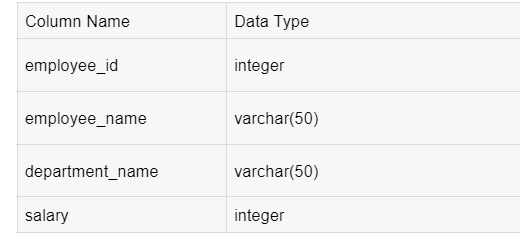 Column Name Data Type
employee_id integer
employee_name varchar(50)
department_name varchar(50)
salary integer